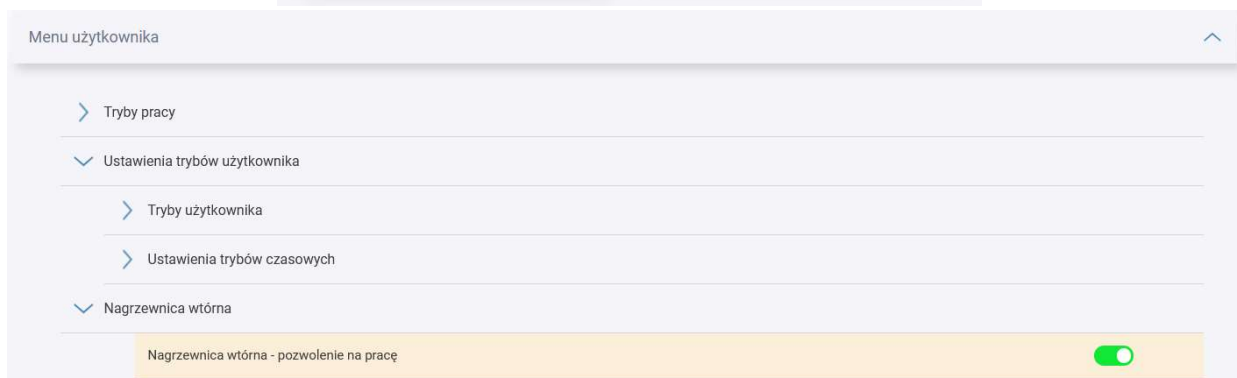 Menu użytkownika
Tryby pracy
Ustawienia trybów użytkownika
Tryby użytkownika
Ustawienia trybów czasowych
Nagrzewnica wtórna
Nagrzewnica wtórna - pozwolenie na pracę